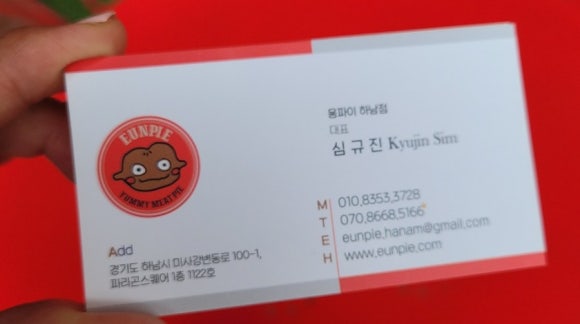 EUNPIE
YUMMY MEAT PIE
Add
경기도 하남시 미사강변동로 100-1,
파라곤스퀘어 1층 1122호
응파이 하남점
대표
심규진 Kyujin Sim
M 010.8353.3728
T 070.8668.5166
E eunpie.hanam@gmail.com
H www.eunpie.com